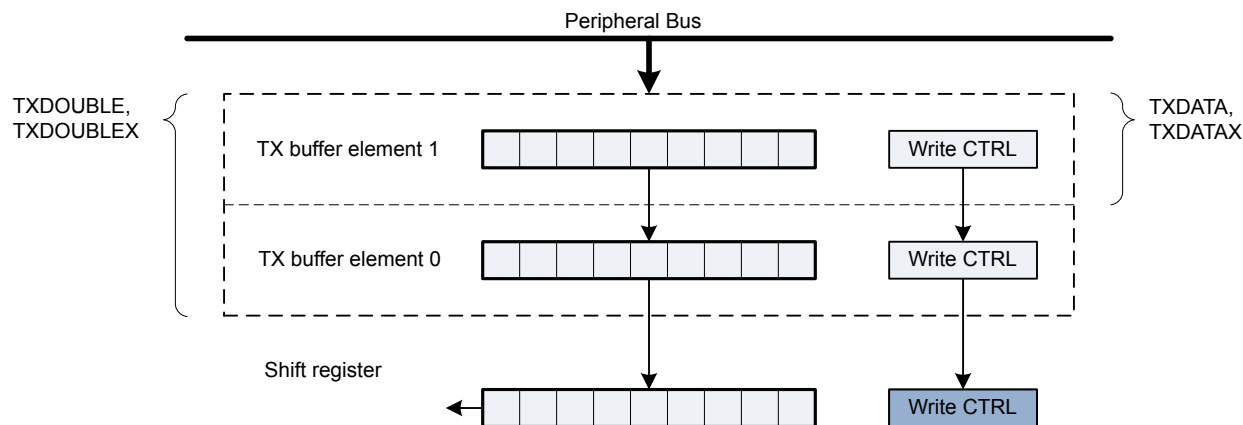 Peripheral Bus
TXDOUBLE,
TXDOUBLEX
TXDATA,
TXDATAX
TX buffer element 1
Write CTRL
TX buffer element 0
Write CTRL
Shift register
Write CTRL